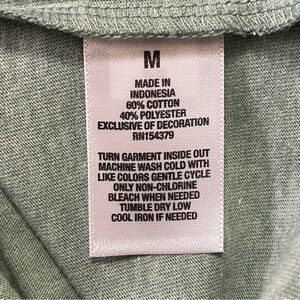 M
MADE IN
INDONESIA
60% COTTON
40% POLYESTER
EXCLUSIVE OF DECORATION
RN154379
TURN GARMENT INSIDE OUT
MACHINE WASH COLD WITH
LIKE COLORS GENTLE CYCLE
ONLY NON-CHLORINE
BLEACH WHEN NEEDED
TUMBLE DRY LOW
COOL IRON IF NEEDED